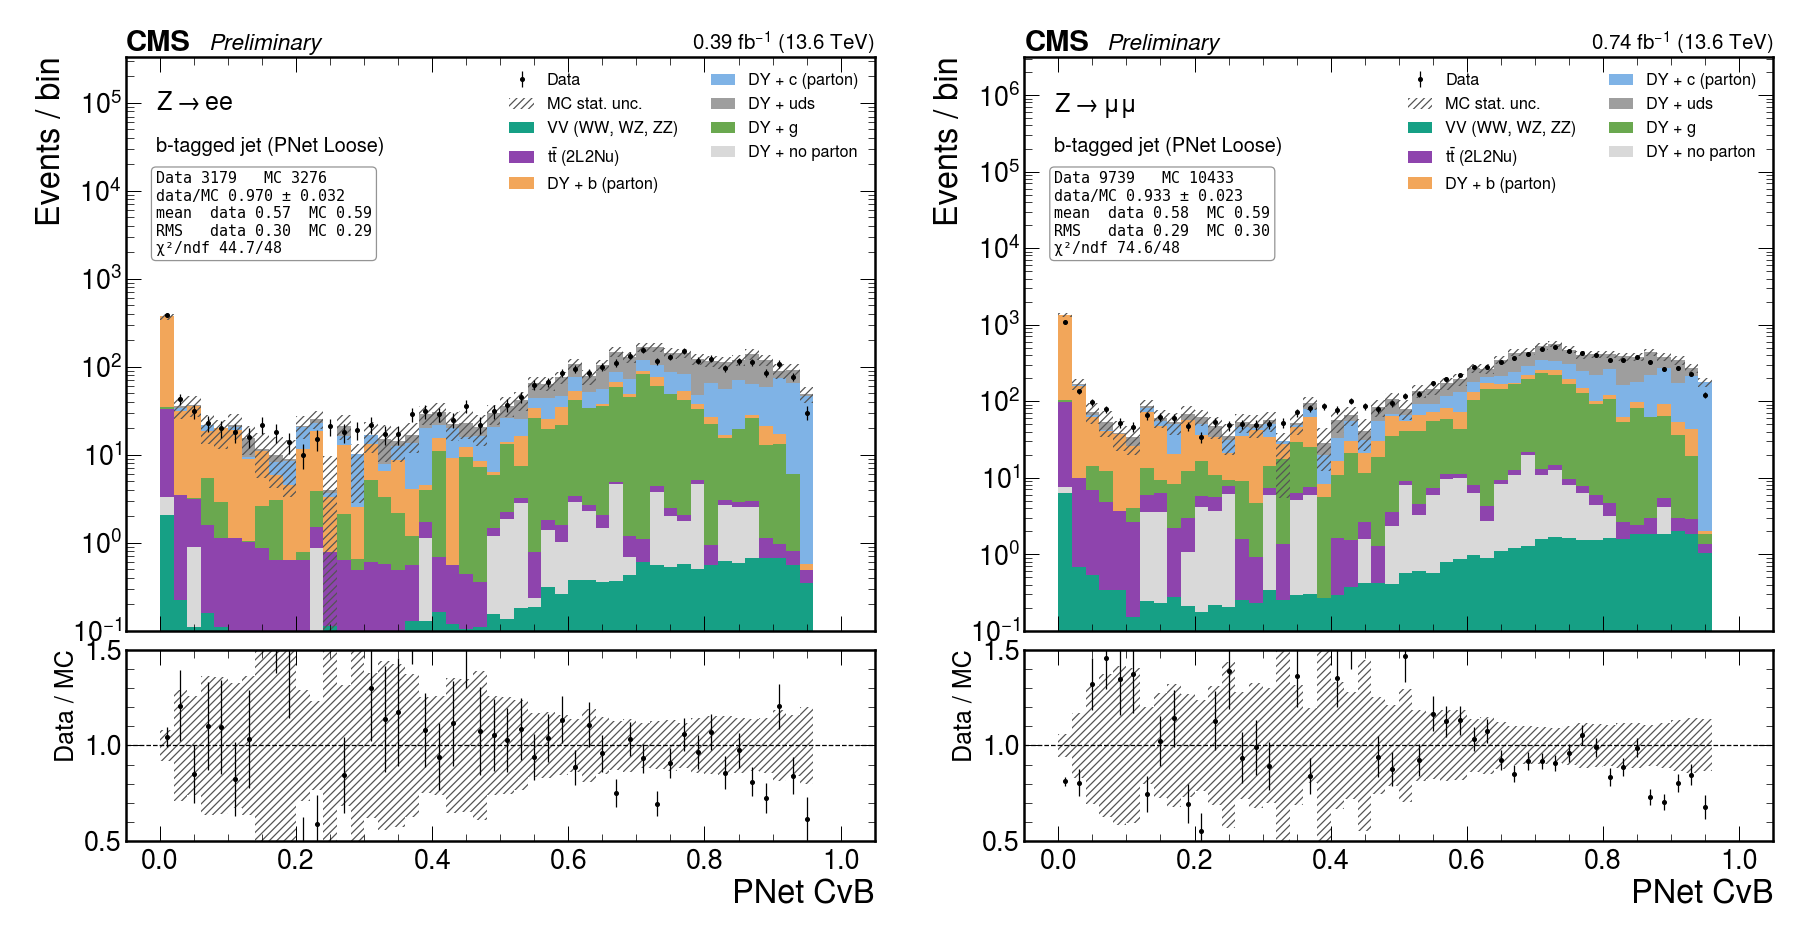 CMS Preliminary 0.39 fb⁻¹ (13.6 TeV)
Events / bin
10⁵
10⁴
10³
10²
10¹
10⁰
10⁻¹
Z → ee
b-tagged jet (PNet Loose)
Data 3179 MC 3276
data/MC 0.970 ± 0.032
mean data 0.57 MC 0.59
RMS data 0.30 MC 0.29
χ²/ndf 44.7/48
Data
MC stat. unc.
VV (WW, WZ, ZZ)
tt̄ (2L2Nu)
DY + b (parton)
DY + c (parton)
DY + uds
DY + g
DY + no parton
Data / MC
1.5
1.0
0.5
0.0 0.2 0.4 0.6 0.8 1.0
PNet CvB
CMS Preliminary 0.74 fb⁻¹ (13.6 TeV)
Events / bin
10⁶
10⁵
10⁴
10³
10²
10¹
10⁰
10⁻¹
Z → μμ
b-tagged jet (PNet Loose)
Data 9739 MC 10433
data/MC 0.933 ± 0.023
mean data 0.58 MC 0.59
RMS data 0.29 MC 0.30
χ²/ndf 74.6/48
Data
MC stat. unc.
VV (WW, WZ, ZZ)
tt̄ (2L2Nu)
DY + b (parton)
DY + c (parton)
DY + uds
DY + g
DY + no parton
Data / MC
1.5
1.0
0.5
0.0 0.2 0.4 0.6 0.8 1.0
PNet CvB